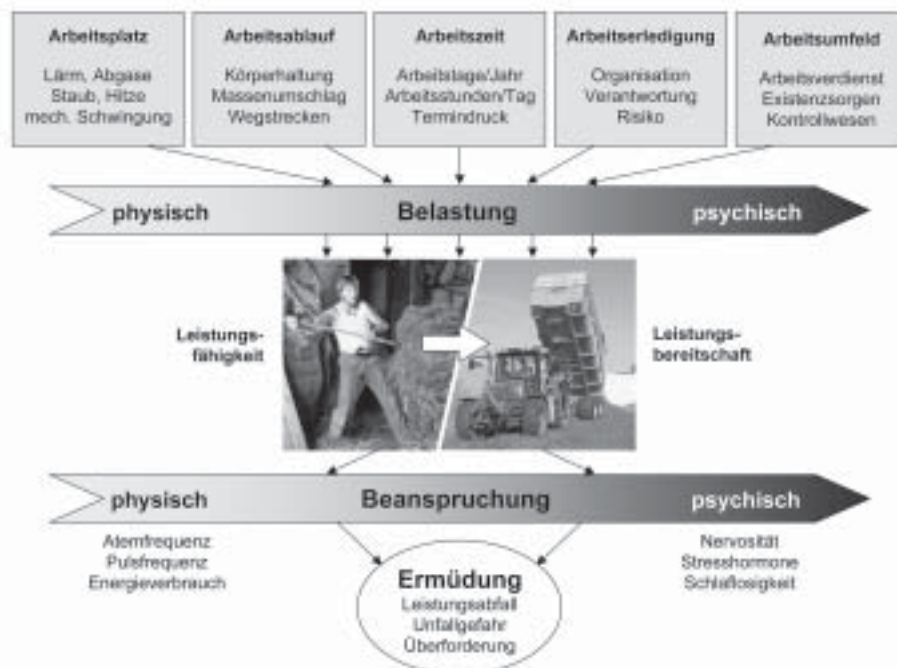 Arbeitsplatz
Lärm, Abgase
Staub, Hitze
mech. Schwingung
Arbeitsablauf
Körperhaltung
Massenumschlag
Wegstrecken
Arbeitszeit
Arbeitstage/Jahr
Arbeitsstunden/Tag
Termindruck
Arbeitserledigung
Organisation
Verantwortung
Risiko
Arbeitsumfeld
Arbeitsverdienst
Existenzsorgen
Kontrollwesen
physisch Belastung psychisch
Leistungs-
fähigkeit
Leistungs-
bereitschaft
physisch Beanspruchung psychisch
Atemfrequenz
Pulsfrequenz
Energieverbrauch
Nervosität
Stresshormone
Schlaflosigkeit
Ermüdung
Leistungsabfall
Unfallgefahr
Überforderung